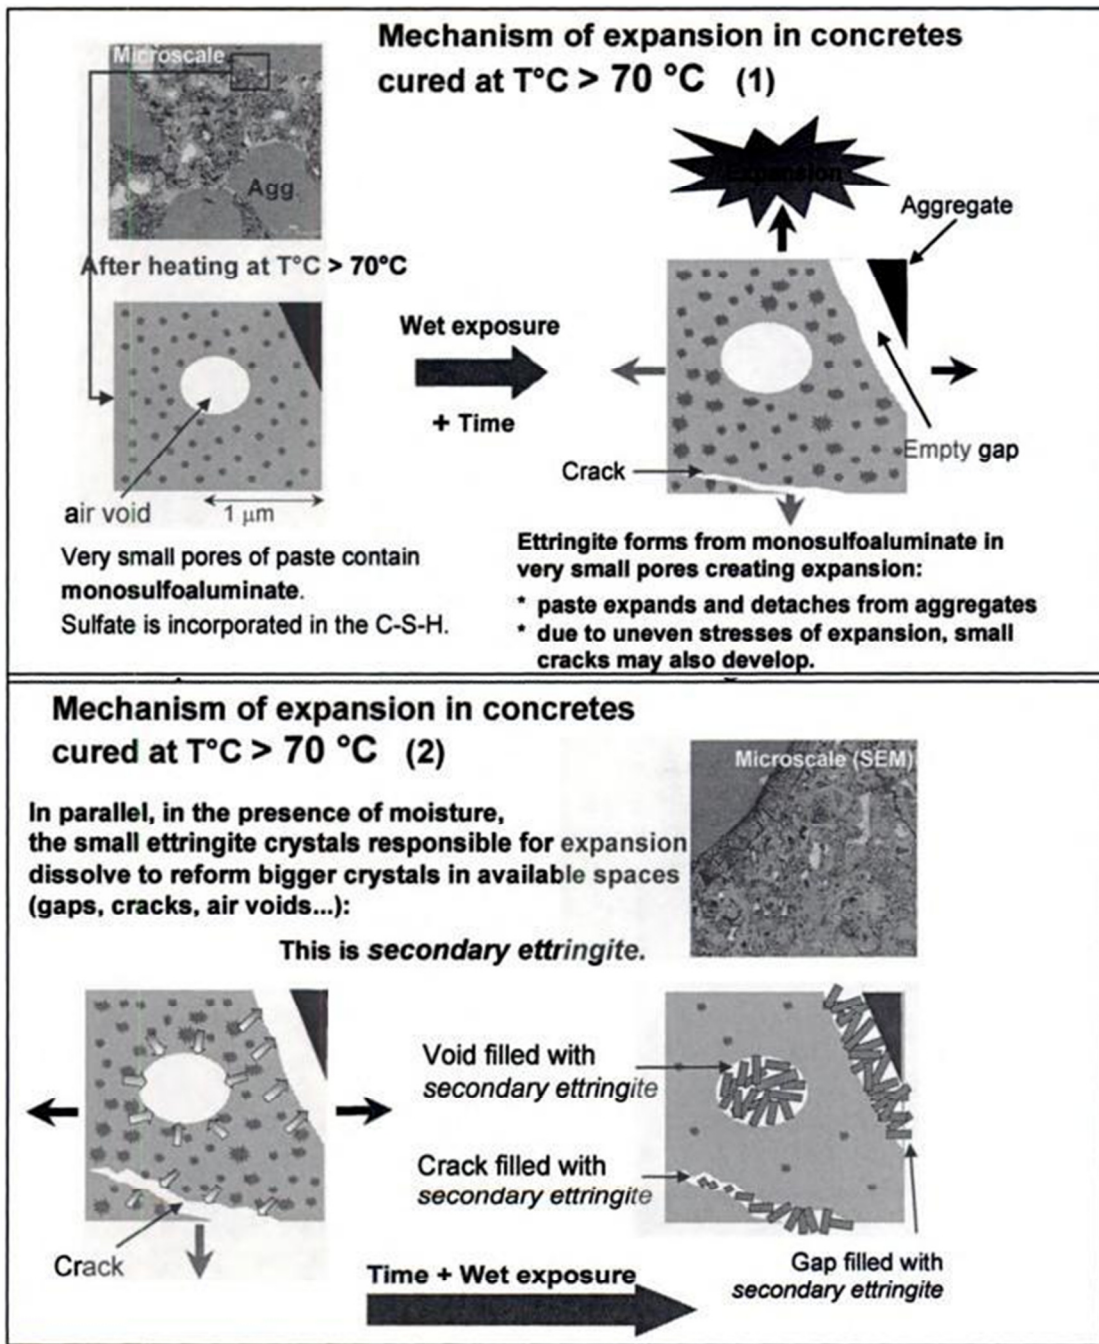 Mechanism of expansion in concretes
cured at T°C > 70 °C (1)
Microscale
Agg.
After heating at T°C > 70°C
air void
1 μm
Very small pores of paste contain
monosulfoaluminate.
Sulfate is incorporated in the C-S-H.
Wet exposure
+ Time
Expansion
Aggregate
Empty gap
Crack
Ettringite forms from monosulfoaluminate in
very small pores creating expansion:
* paste expands and detaches from aggregates
* due to uneven stresses of expansion, small
cracks may also develop.
Mechanism of expansion in concretes
cured at T°C > 70 °C (2)
Microscale (SEM)
In parallel, in the presence of moisture,
the small ettringite crystals responsible for expansion
dissolve to reform bigger crystals in available spaces
(gaps, cracks, air voids...):
This is secondary ettringite.
Void filled with
secondary ettringite
Crack filled with
secondary ettringite
Crack
Time + Wet exposure
Gap filled with
secondary ettringite